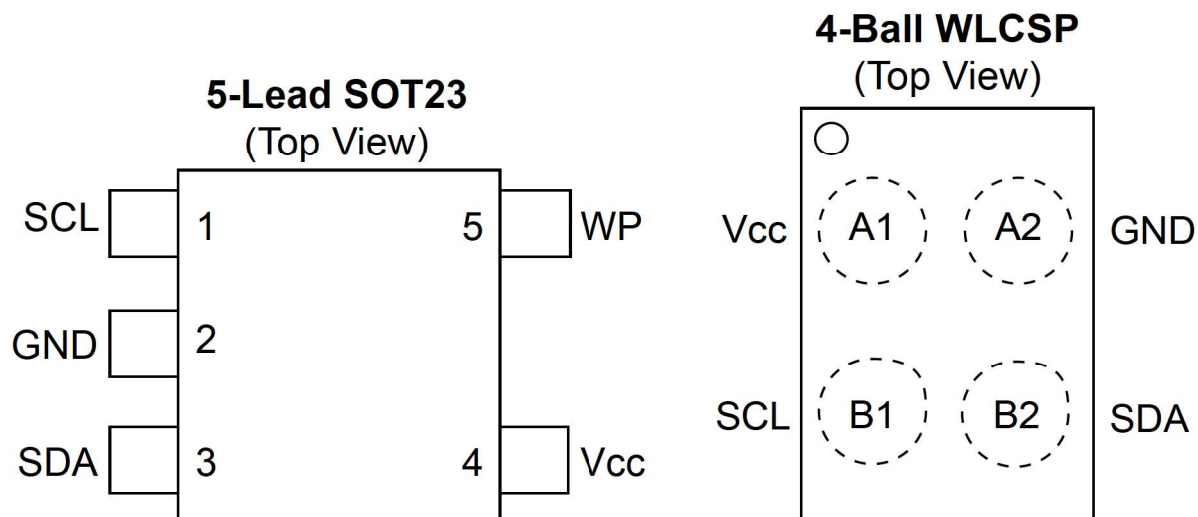 5-Lead SOT23
(Top View)
SCL 1 5 WP
GND 2
SDA 3 4 Vcc
4-Ball WLCSP
(Top View)
Vcc A1 A2 GND
SCL B1 B2 SDA